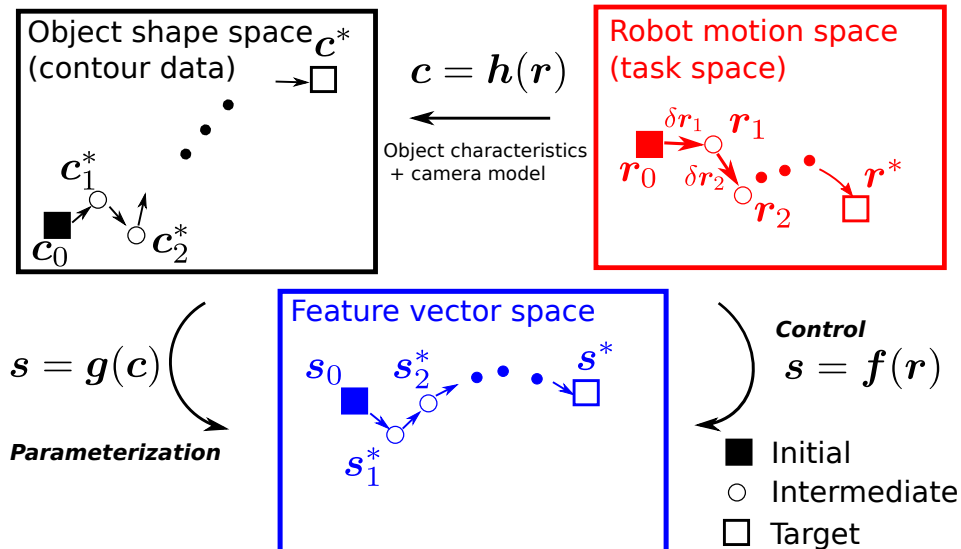 Object shape space
(contour data)
c*
c₁*
c₀
c₂*
c = h(r)
Object characteristics
+ camera model
Robot motion space
(task space)
δr₁
r₁
r₀
δr₂
r₂
r*
s = g(c)
Parameterization
Feature vector space
s₀
s₂*
s*
s₁*
Control
s = f(r)
Initial
Intermediate
Target